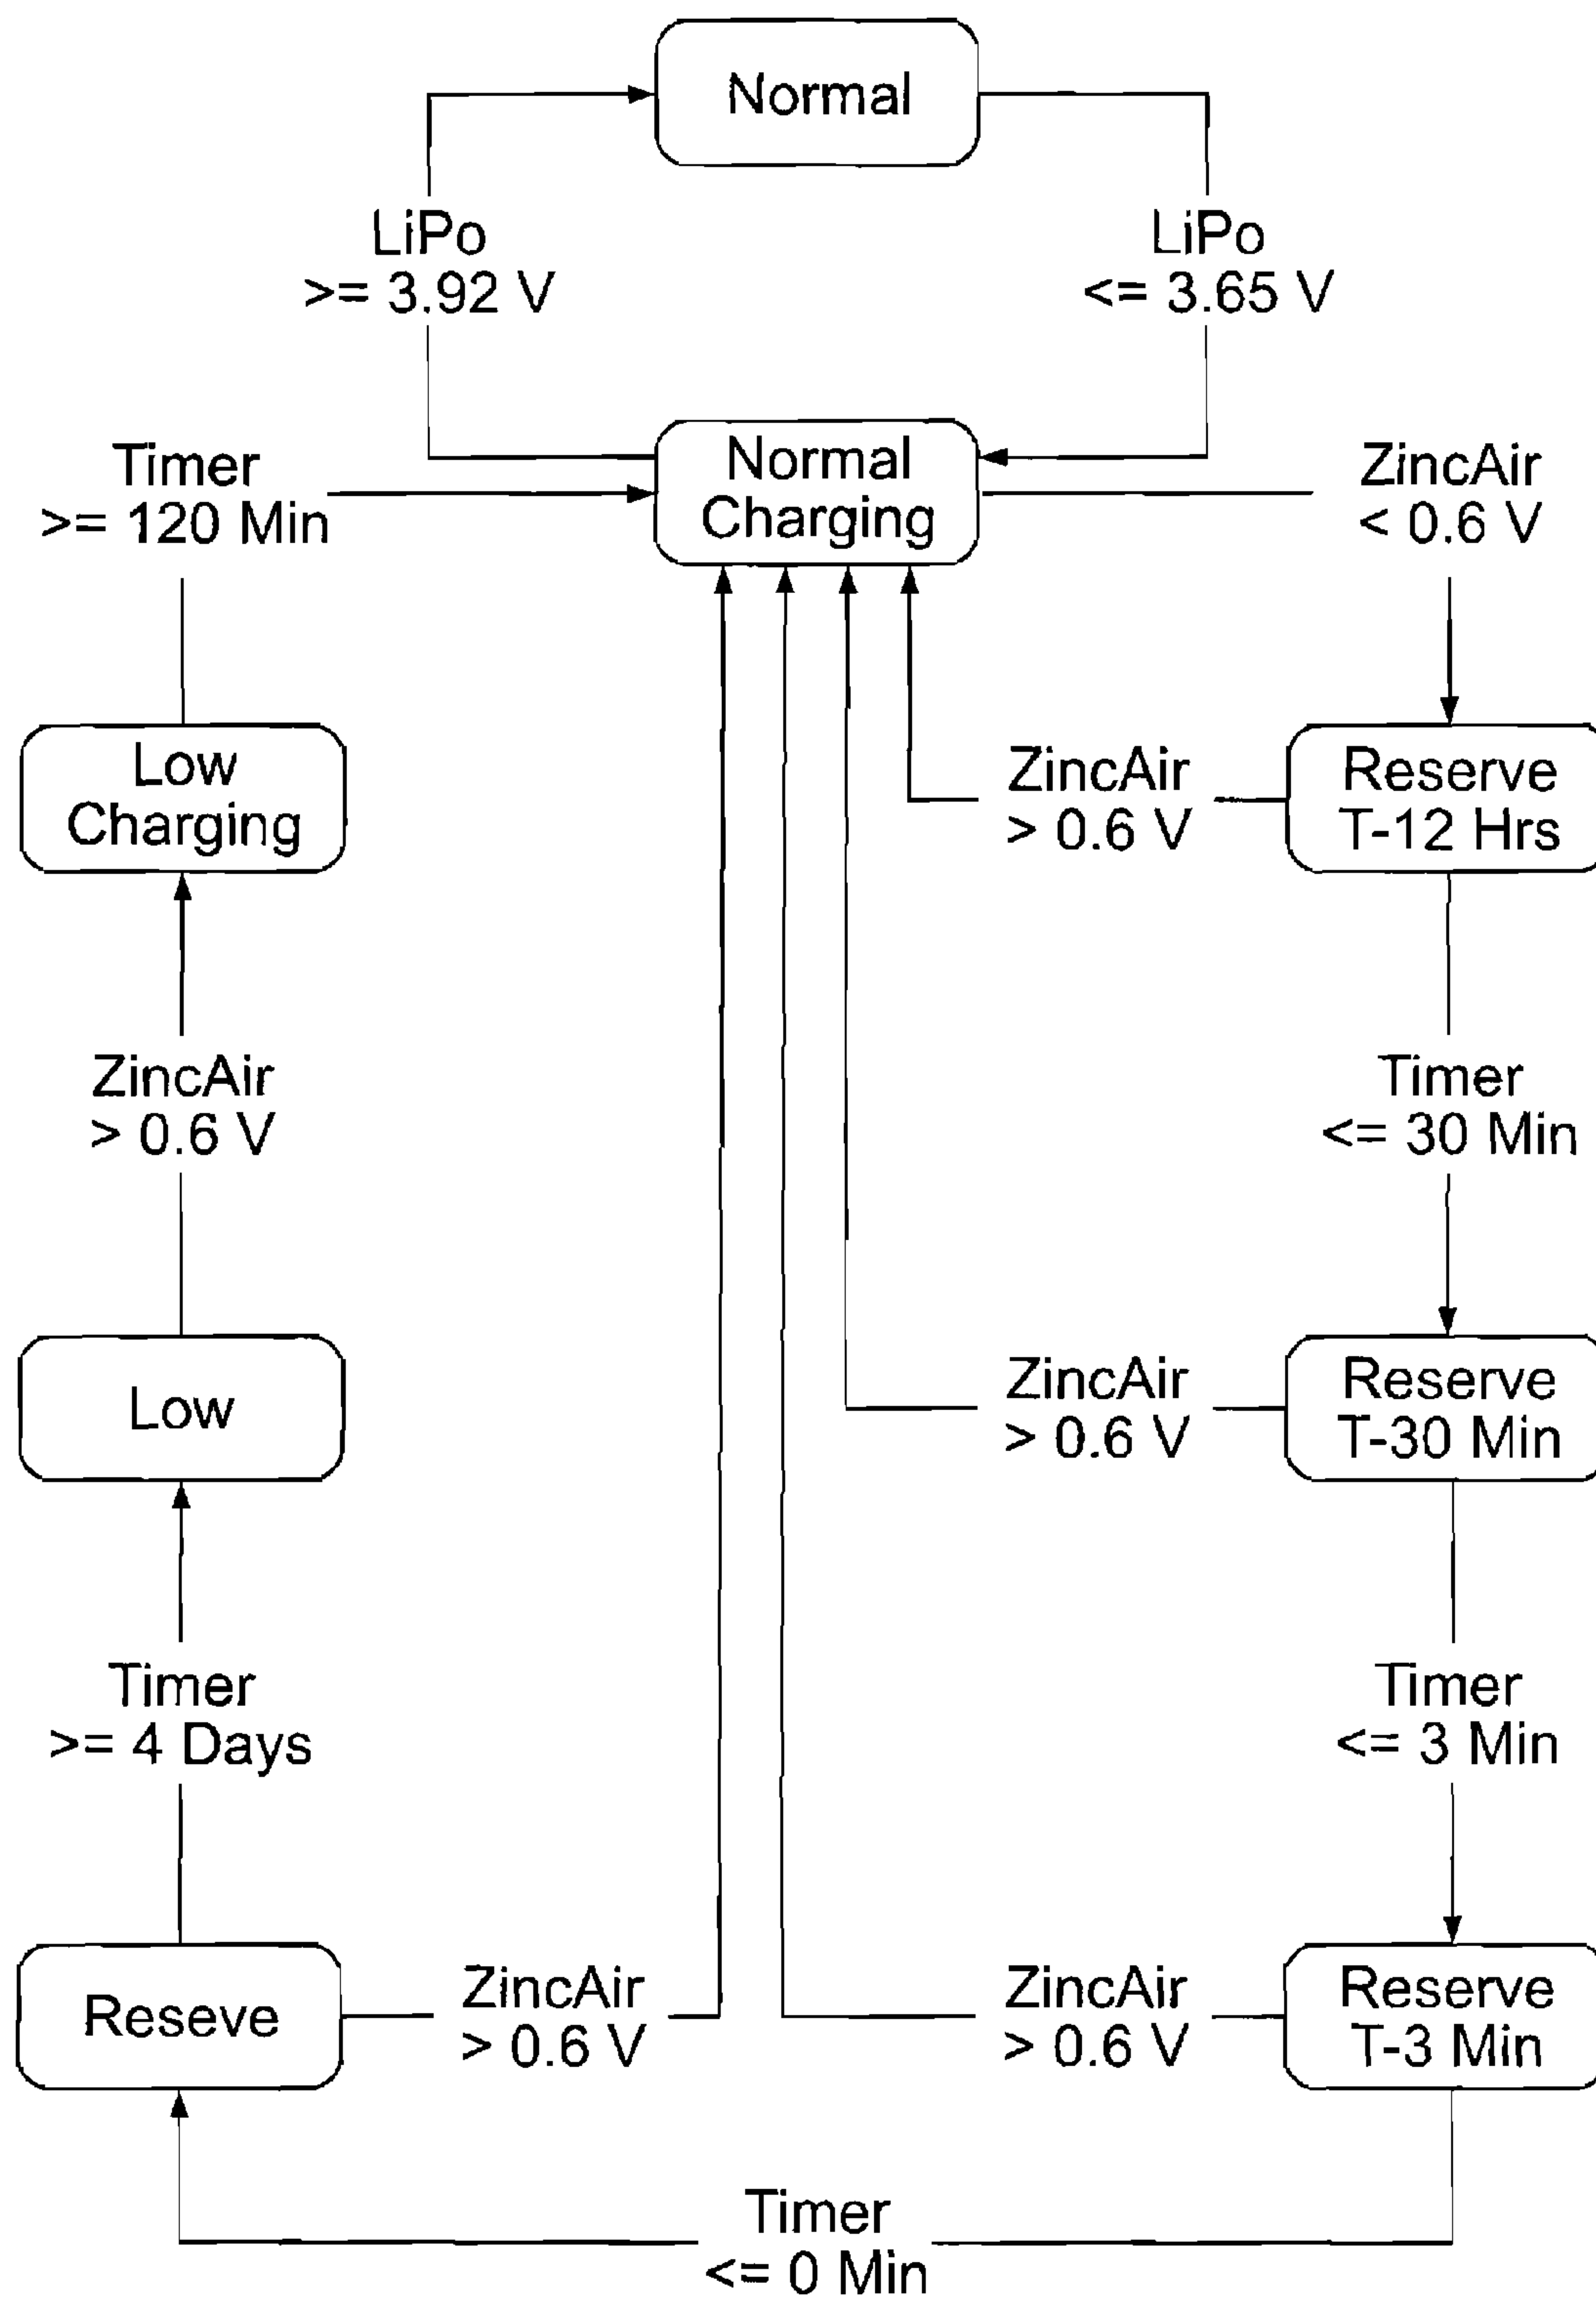 Normal
LiPo
>= 3.92 V
LiPo
<= 3.65 V
Normal
Charging
Timer
>= 120 Min
ZincAir
< 0.6 V
Low
Charging
ZincAir
> 0.6 V
Reserve
T-12 Hrs
ZincAir
> 0.6 V
Timer
<= 30 Min
Low
ZincAir
> 0.6 V
Reserve
T-30 Min
Timer
>= 4 Days
Timer
<= 3 Min
Reseve
ZincAir
> 0.6 V
ZincAir
> 0.6 V
Reserve
T-3 Min
Timer
<= 0 Min